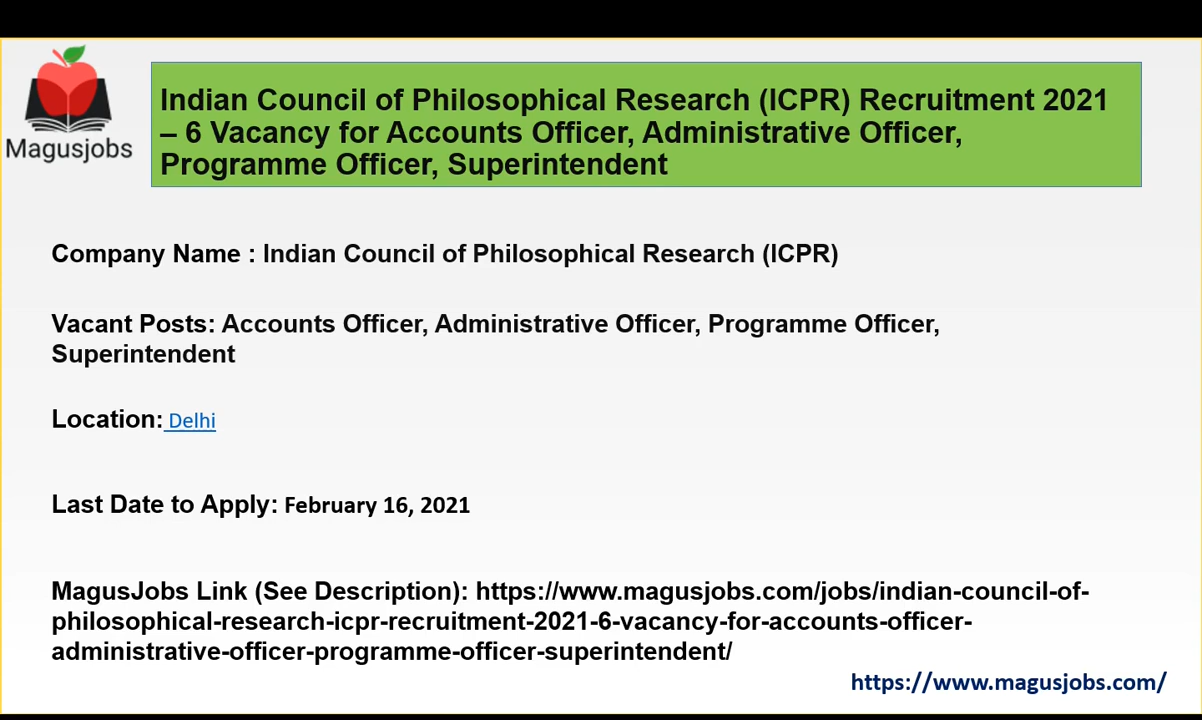 Magusjobs
Indian Council of Philosophical Research (ICPR) Recruitment 2021
– 6 Vacancy for Accounts Officer, Administrative Officer,
Programme Officer, Superintendent
Company Name : Indian Council of Philosophical Research (ICPR)
Vacant Posts: Accounts Officer, Administrative Officer, Programme Officer,
Superintendent
Location: Delhi
Last Date to Apply: February 16, 2021
MagusJobs Link (See Description): https://www.magusjobs.com/jobs/indian-council-of-
philosophical-research-icpr-recruitment-2021-6-vacancy-for-accounts-officer-
administrative-officer-programme-officer-superintendent/
https://www.magusjobs.com/